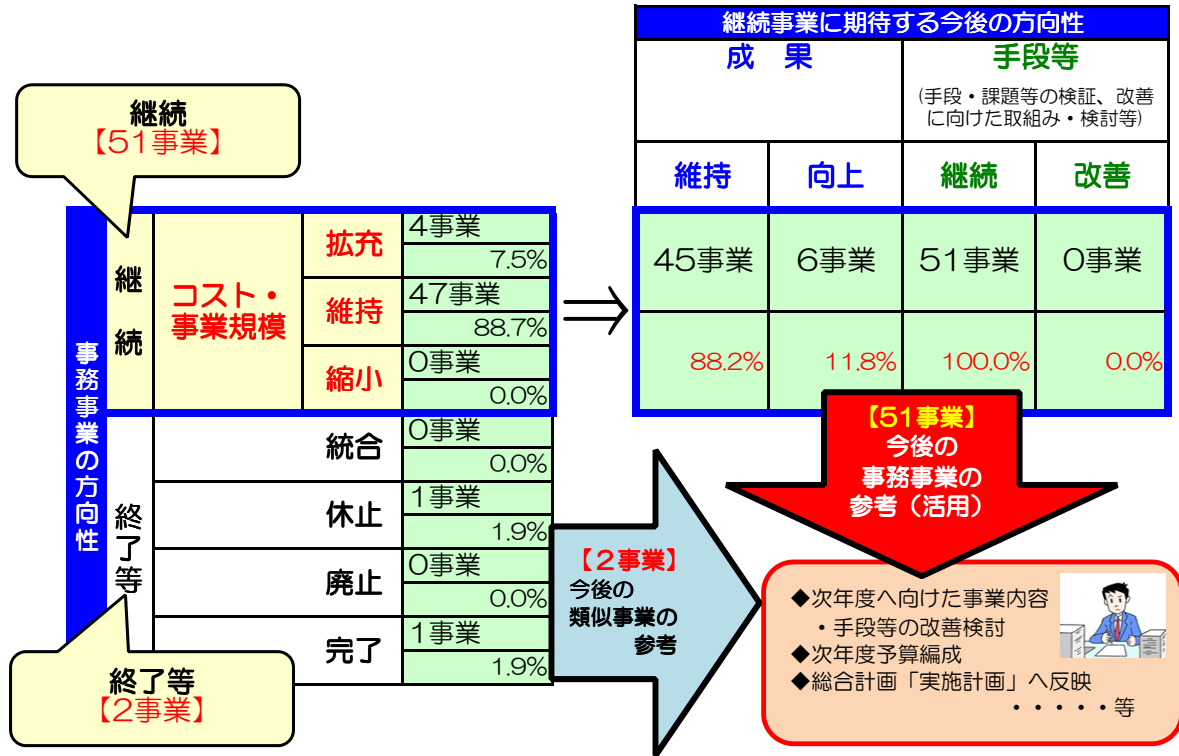 継続事業に期待する今後の方向性
成　果
手段等
(手段・課題等の検証、改善
に向けた取組み・検討等)
維持
向上
継続
改善
45事業
6事業
51事業
0事業
88.2%
11.8%
100.0%
0.0%
継続
【51事業】
事務事業の方向性
継続
コスト・
事業規模
拡充
4事業
7.5%
維持
47事業
88.7%
縮小
0事業
0.0%
終了等
統合
0事業
0.0%
休止
1事業
1.9%
廃止
0事業
0.0%
完了
1事業
1.9%
終了等
【2事業】
【2事業】
今後の
類似事業の
参考
【51事業】
今後の
事務事業の
参考（活用）
◆次年度へ向けた事業内容
・手段等の改善検討
◆次年度予算編成
◆総合計画「実施計画」へ反映
・・・・・等